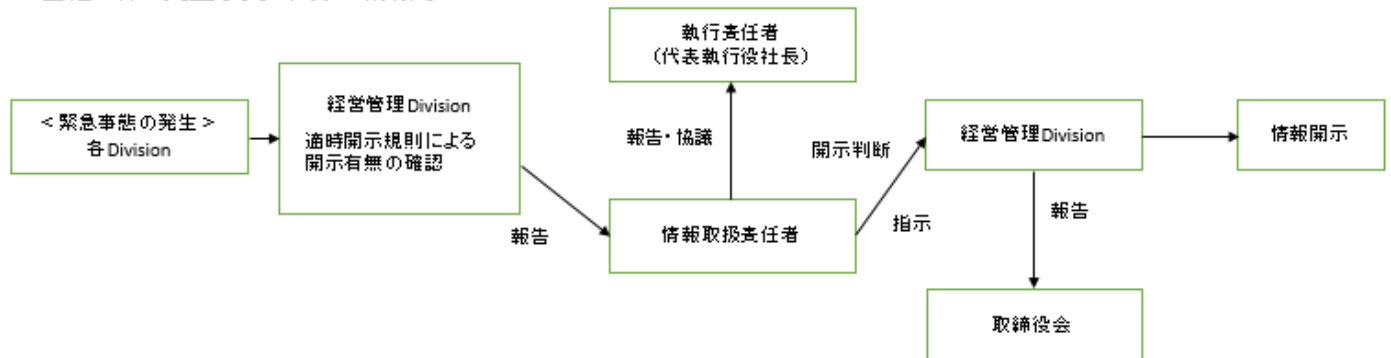 執行責任者
(代表執行役社長)
<緊急事態の発生>
各Division
経営管理Division
適時開示規則による
開示有無の確認
報告・協議
開示判断
経営管理Division
情報開示
報告
情報取扱責任者
指示
報告
取締役会